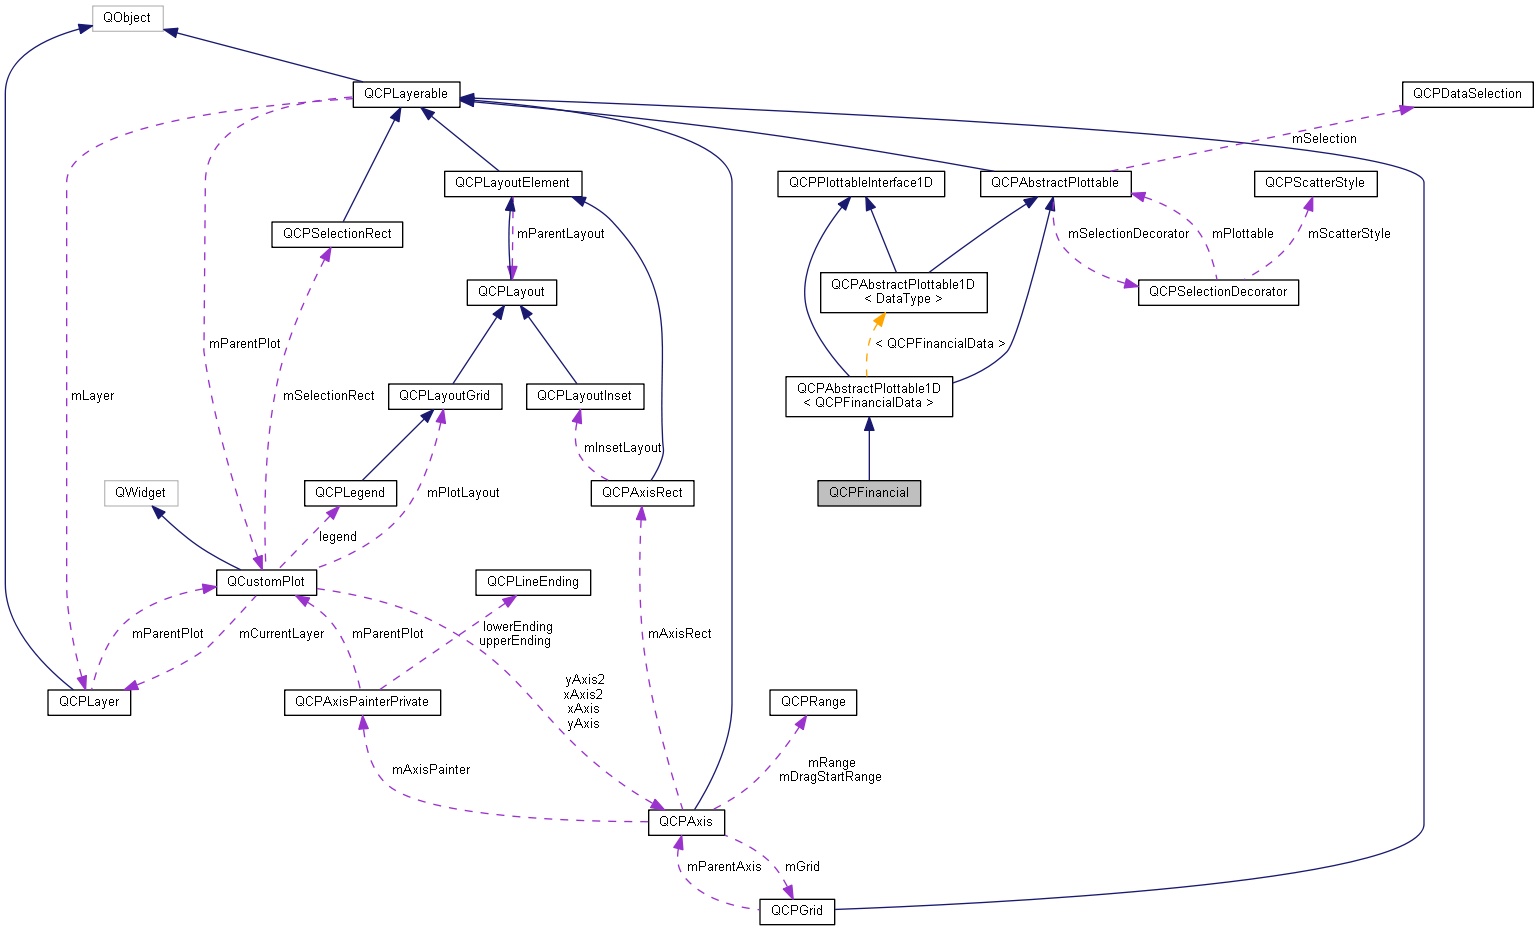 QObject
QCPLayerable
QCPDataSelection
mSelection
QCPLayoutElement
QCPPlottableInterface1D
QCPAbstractPlottable
QCPScatterStyle
QCPSelectionRect
mParentLayout
mSelectionDecorator
mPlottable
mScatterStyle
QCPLayout
QCPAbstractPlottable1D
< DataType >
QCPSelectionDecorator
mParentPlot
< QCPFinancialData >
mLayer
mSelectionRect
QCPLayoutGrid
QCPLayoutInset
QCPAbstractPlottable1D
< QCPFinancialData >
mInsetLayout
QWidget
QCPLegend
mPlotLayout
QCPAxisRect
QCPFinancial
legend
QCustomPlot
QCPLineEnding
mParentPlot
mCurrentLayer
mParentPlot
lowerEnding
upperEnding
mAxisRect
yAxis2
xAxis2
xAxis
yAxis
QCPLayer
QCPAxisPainterPrivate
QCPRange
mAxisPainter
mRange
mDragStartRange
QCPAxis
mParentAxis
mGrid
QCPGrid